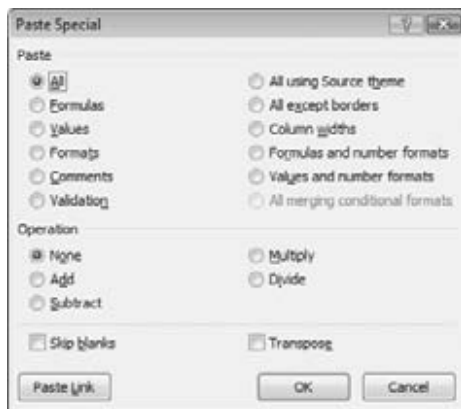 Paste Special
Paste
All
Formulas
Values
Formats
Comments
Validation
All using Source theme
All except borders
Column widths
Formulas and number formats
Values and number formats
All merging conditional formats
Operation
None
Add
Subtract
Multiply
Divide
Skip blanks
Transpose
Paste Link
OK
Cancel